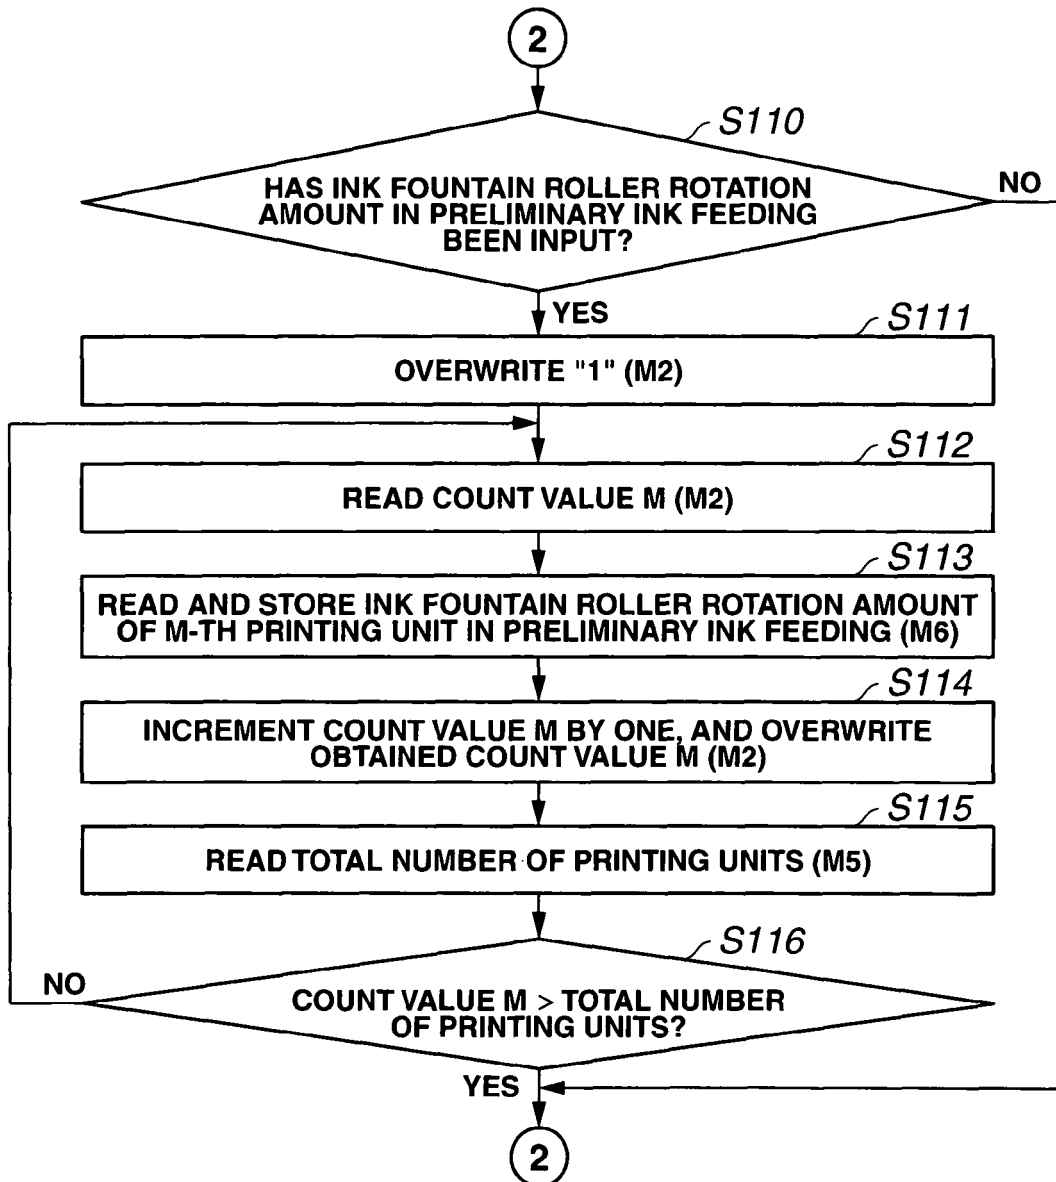 2
S110
HAS INK FOUNTAIN ROLLER ROTATION
AMOUNT IN PRELIMINARY INK FEEDING
BEEN INPUT?
NO
YES
S111
OVERWRITE "1" (M2)
S112
READ COUNT VALUE M (M2)
S113
READ AND STORE INK FOUNTAIN ROLLER ROTATION AMOUNT
OF M-TH PRINTING UNIT IN PRELIMINARY INK FEEDING (M6)
S114
INCREMENT COUNT VALUE M BY ONE, AND OVERWRITE
OBTAINED COUNT VALUE M (M2)
S115
READ TOTAL NUMBER OF PRINTING UNITS (M5)
S116
NO
COUNT VALUE M > TOTAL NUMBER
OF PRINTING UNITS?
YES
2